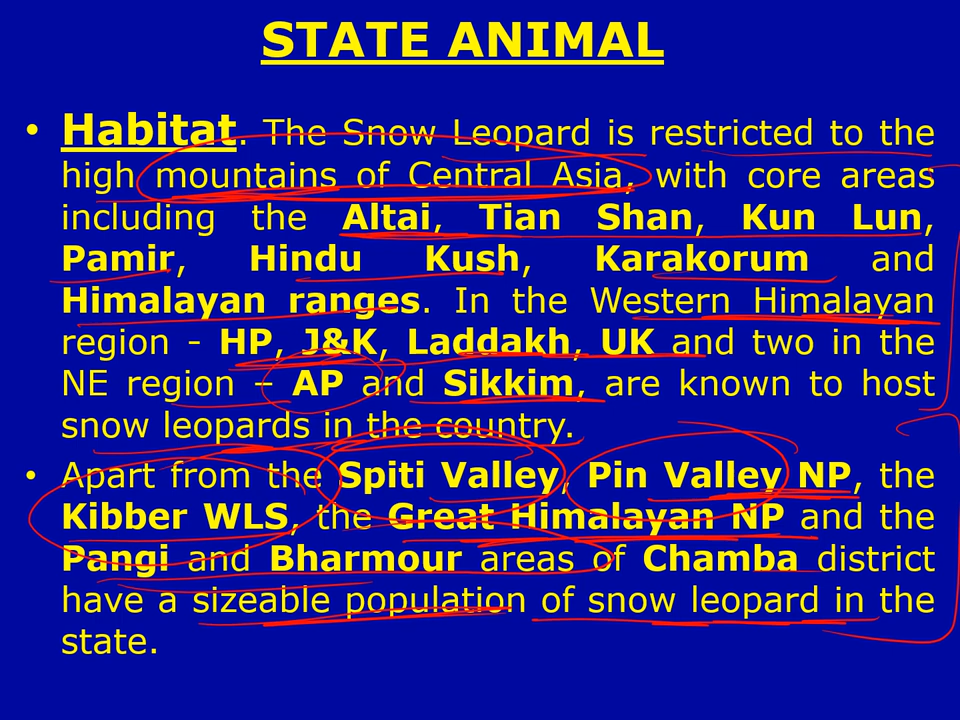 STATE ANIMAL
• Habitat. The Snow Leopard is restricted to the
high mountains of Central Asia, with core areas
including the Altai, Tian Shan, Kun Lun,
Pamir, Hindu Kush, Karakorum and
Himalayan ranges. In the Western Himalayan
region - HP, J&K, Laddakh, UK and two in the
NE region – AP and Sikkim, are known to host
snow leopards in the country.
• Apart from the Spiti Valley, Pin Valley NP, the
Kibber WLS, the Great Himalayan NP and the
Pangi and Bharmour areas of Chamba district
have a sizeable population of snow leopard in the
state.